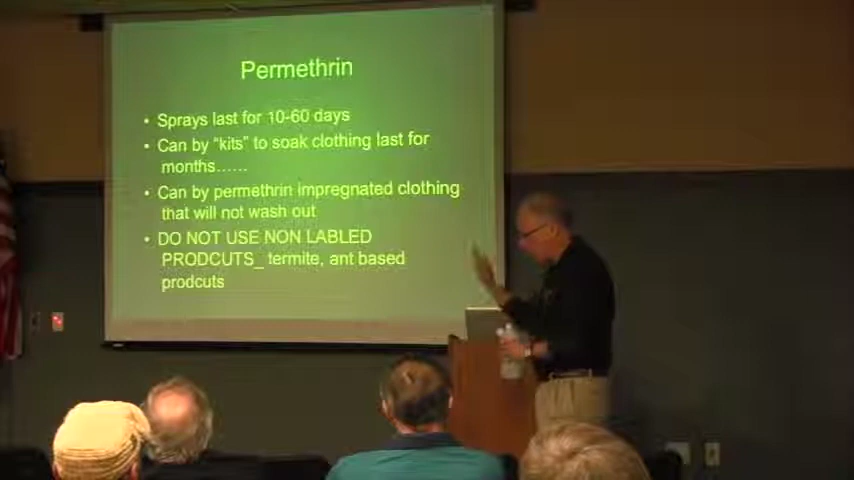 Permethrin
• Sprays last for 10-60 days
• Can by “kits” to soak clothing last for
months……
• Can by permethrin impregnated clothing
that will not wash out
• DO NOT USE NON LABLED
PRODCUTS_ termite, ant based
prodcuts